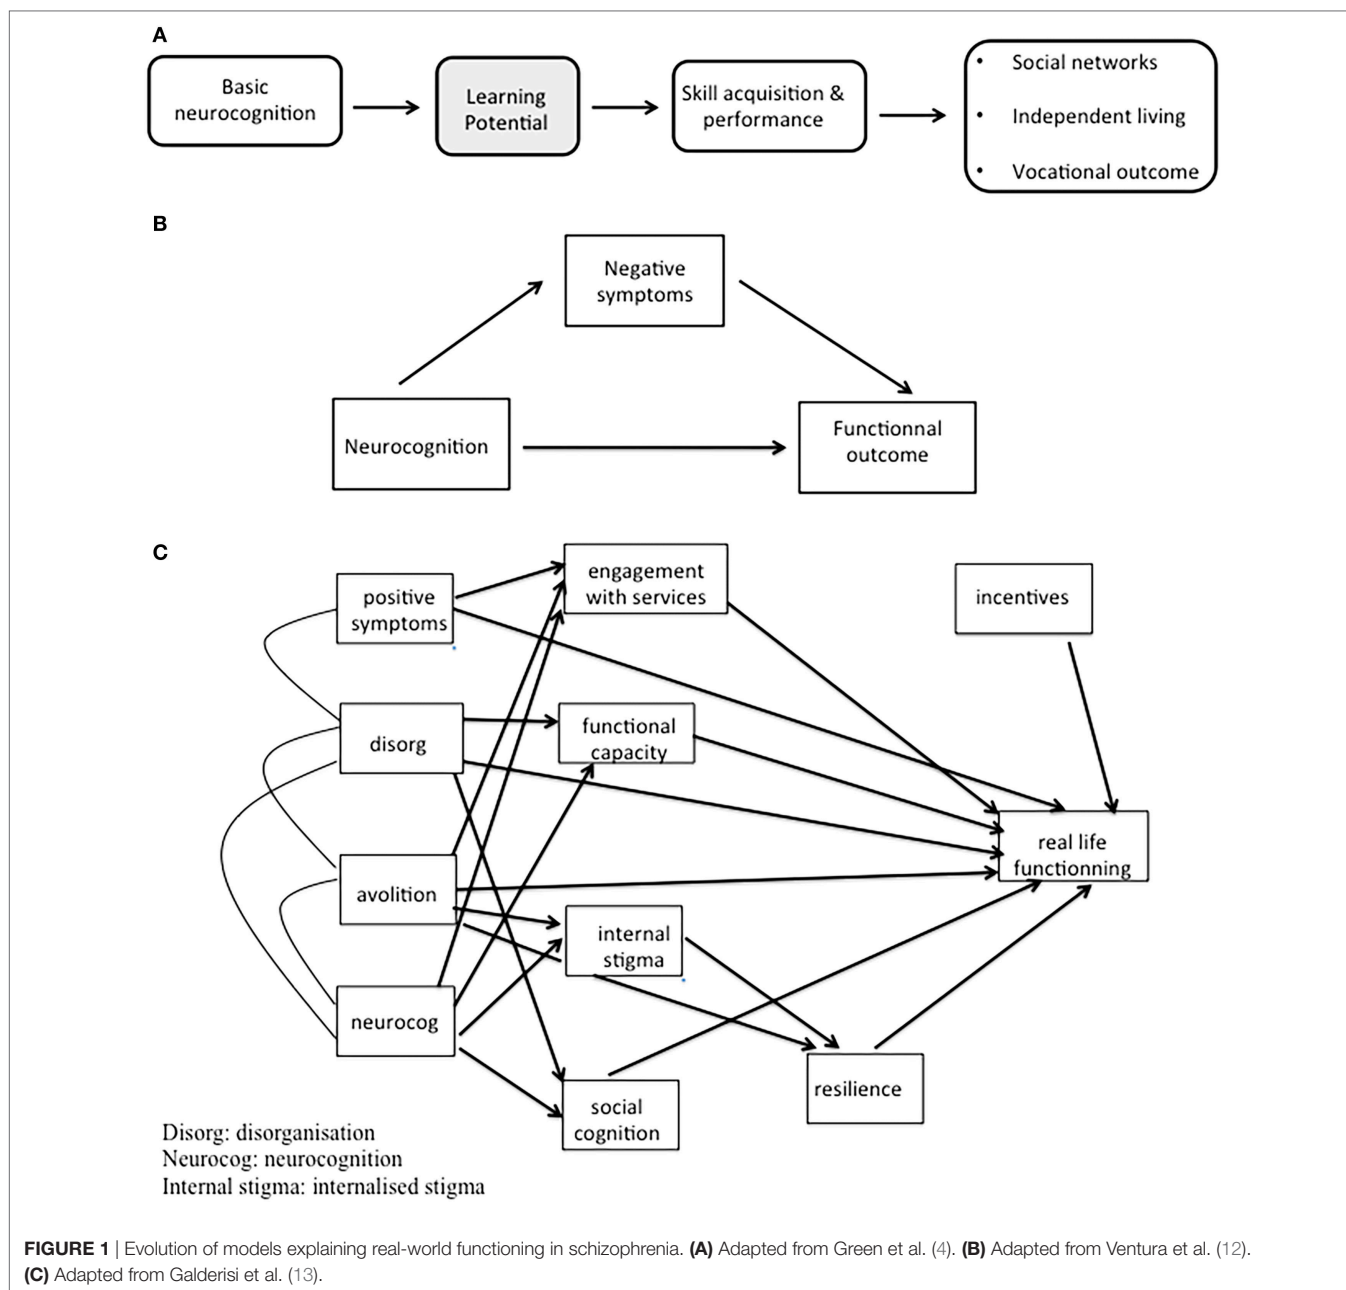 A
Basic
neurocognition
Learning
Potential
Skill acquisition &
performance
• Social networks
• Independent living
• Vocational outcome
B
Negative
symptoms
Neurocognition
Functionnal
outcome
C
positive
symptoms
engagement
with services
incentives
disorg
functional
capacity
real life
functionning
avolition
internal
stigma
neurocog
resilience
social
cognition
Disorg: disorganisation
Neurocog: neurocognition
Internal stigma: internalised stigma
FIGURE 1 | Evolution of models explaining real-world functioning in schizophrenia. (A) Adapted from Green et al. (4). (B) Adapted from Ventura et al. (12).
(C) Adapted from Galderisi et al. (13).